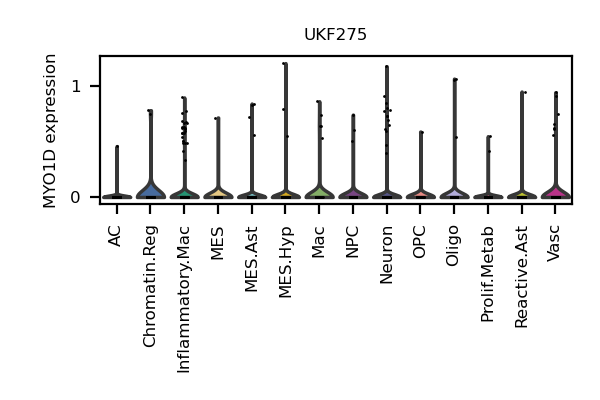 UKF275
MYO1D expression
1
0
AC
Chromatin.Reg
Inflammatory.Mac
MES
MES.Ast
MES.Hyp
Mac
NPC
Neuron
OPC
Oligo
Prolif.Metab
Reactive.Ast
Vasc